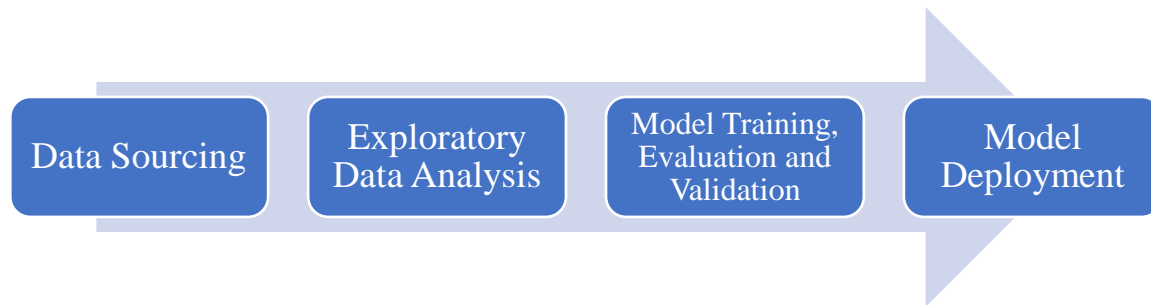 Data Sourcing
Exploratory
Data Analysis
Model Training,
Evaluation and
Validation
Model
Deployment